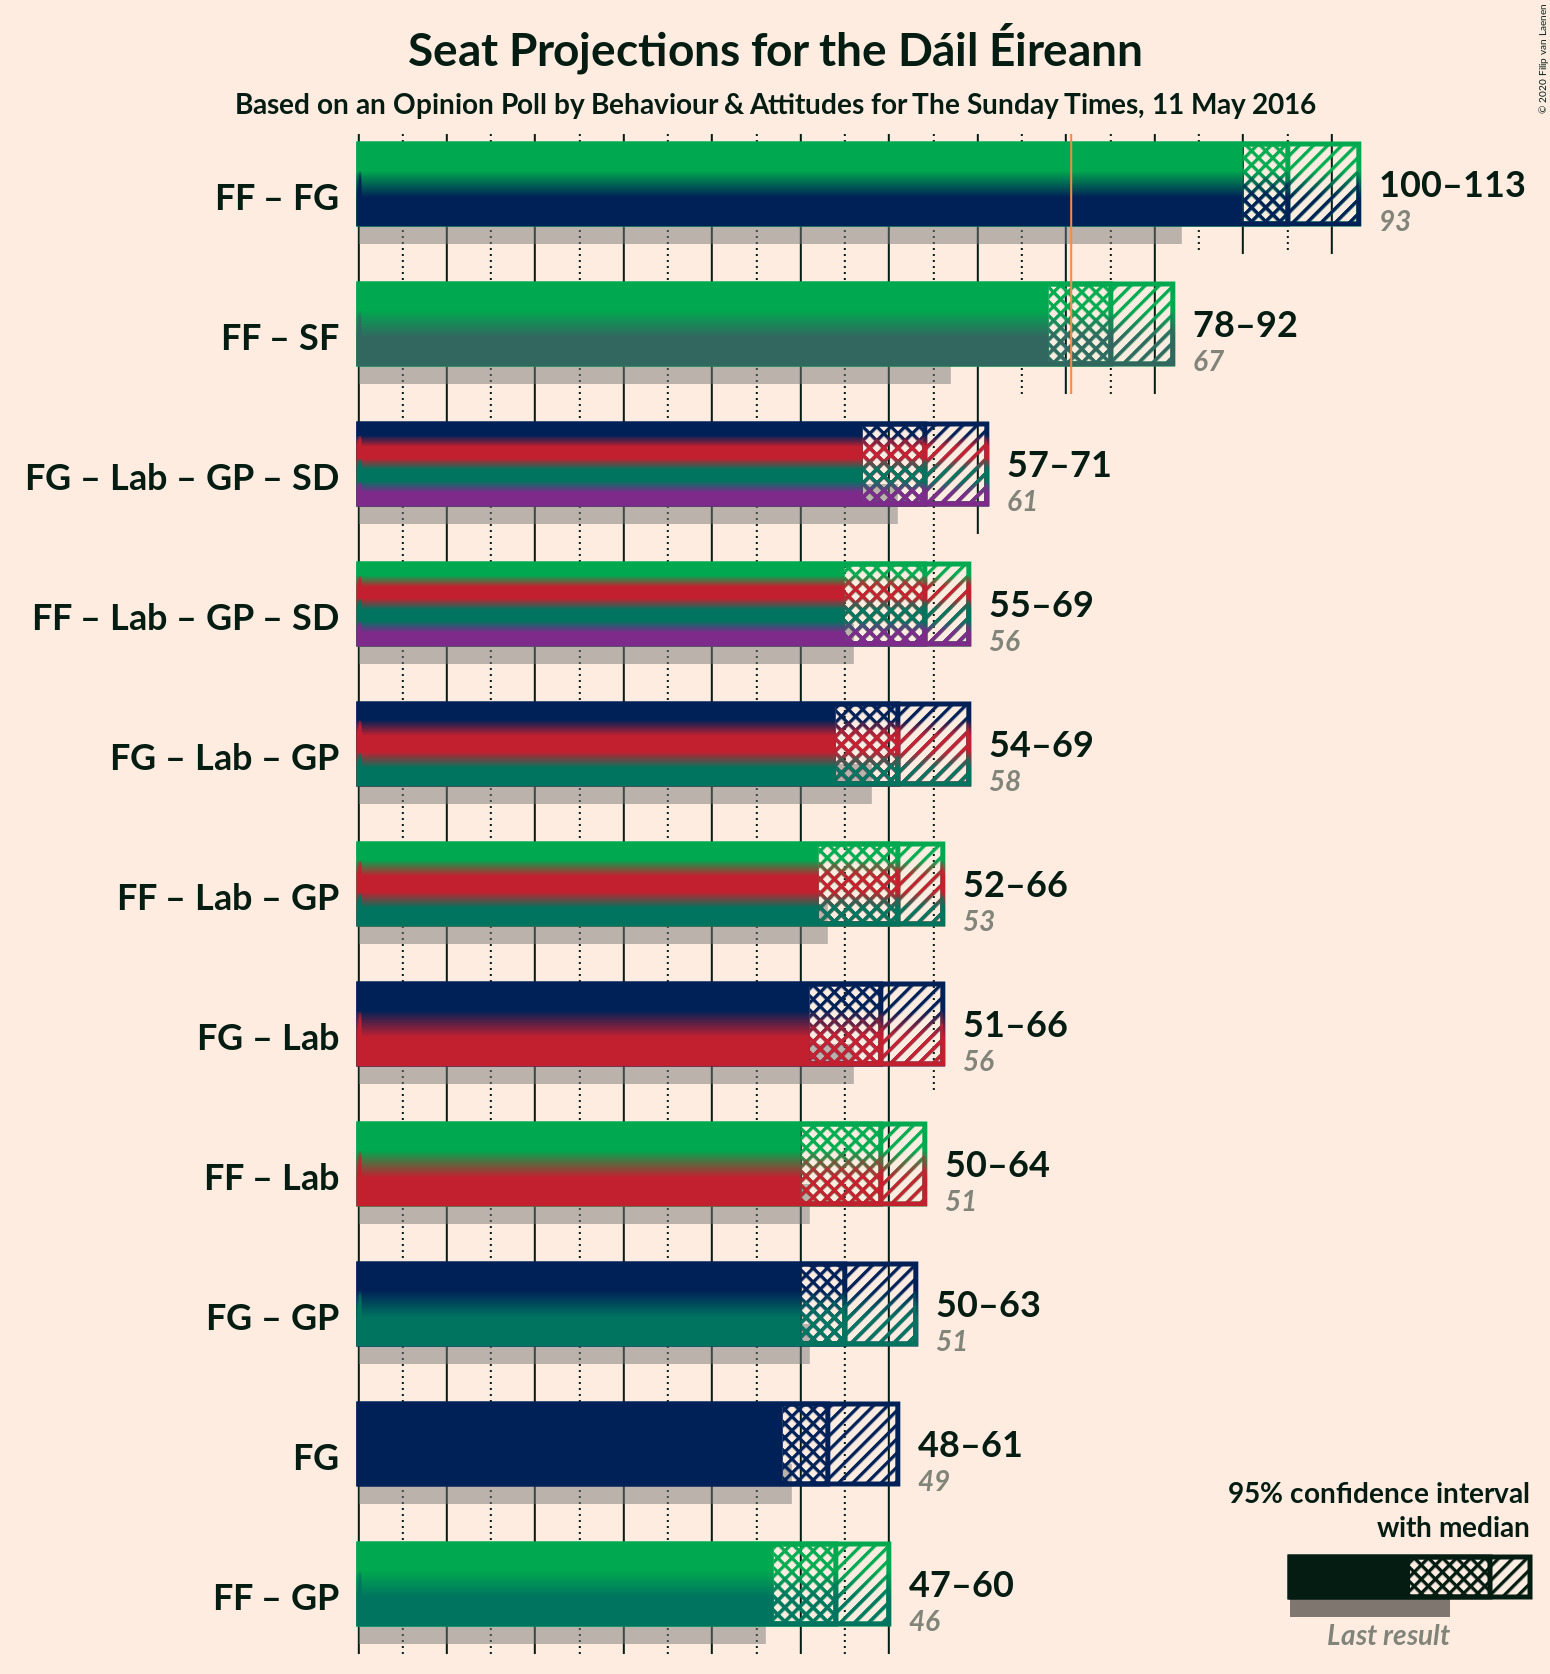 Seat Projections for the Dáil Éireann
Based on an Opinion Poll by Behaviour & Attitudes for The Sunday Times, 11 May 2016
© 2020 Filip van Laenen
FF – FG
100–113
93
FF – SF
78–92
67
FG – Lab – GP – SD
57–71
61
FF – Lab – GP – SD
55–69
56
FG – Lab – GP
54–69
58
FF – Lab – GP
52–66
53
FG – Lab
51–66
56
FF – Lab
50–64
51
FG – GP
50–63
51
FG
48–61
49
FF – GP
47–60
46
95% confidence interval
with median
Last result